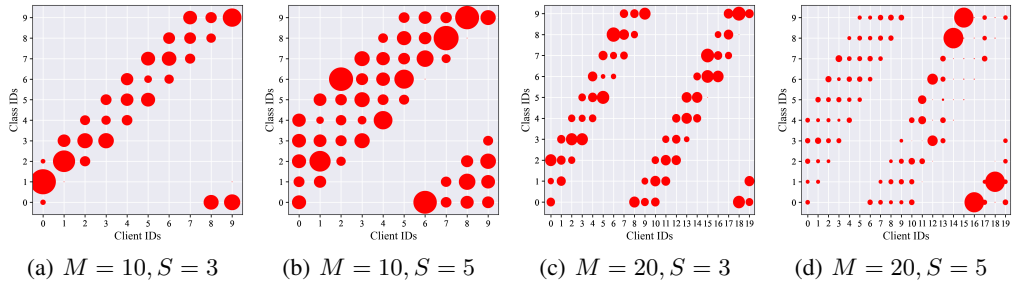 9
8
7
6
5
4
3
2
1
0
Class IDs
0 1 2 3 4 5 6 7 8 9
Client IDs
(a) M = 10, S = 3
9
8
7
6
5
4
3
2
1
0
Class IDs
0 1 2 3 4 5 6 7 8 9
Client IDs
(b) M = 10, S = 5
9
8
7
6
5
4
3
2
1
0
Class IDs
0 1 2 3 4 5 6 7 8 9 10 11 12 13 14 15 16 17 18 19
Client IDs
(c) M = 20, S = 3
9
8
7
6
5
4
3
2
1
0
Class IDs
0 1 2 3 4 5 6 7 8 9 10 11 12 13 14 15 16 17 18 19
Client IDs
(d) M = 20, S = 5